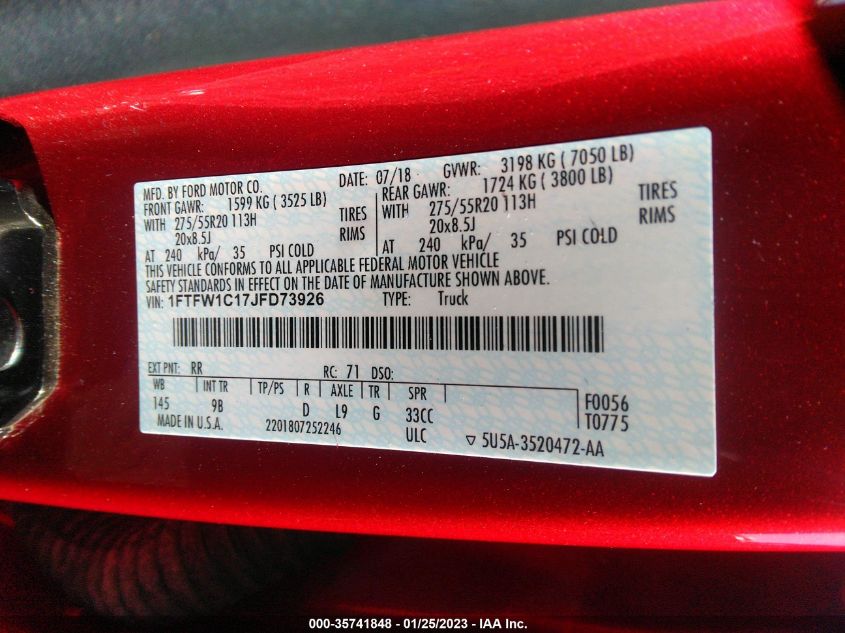 MFD. BY FORD MOTOR CO. DATE: 07/18 GVWR: 3198 KG ( 7050 LB)
FRONT GAWR: 1599 KG ( 3525 LB) REAR GAWR: 1724 KG ( 3800 LB)
WITH 275/55R20 113H TIRES WITH 275/55R20 113H TIRES
20x8.5J RIMS 20x8.5J RIMS
AT 240 kPa/ 35 PSI COLD AT 240 kPa/ 35 PSI COLD
THIS VEHICLE CONFORMS TO ALL APPLICABLE FEDERAL MOTOR VEHICLE
SAFETY STANDARDS IN EFFECT ON THE DATE OF MANUFACTURE SHOWN ABOVE.
VIN: 1FTFW1C17JFD73926 TYPE: Truck
EXT PNT: RR RC: 71 DSO:
WB INT TR TP/PS R AXLE TR SPR
145 9B D L9 G 33CC F0056
MADE IN U.S.A. 2201807252246 ULC T0775
▽ 5U5A-3520472-AA
000-35741848 - 01/25/2023 - IAA Inc.